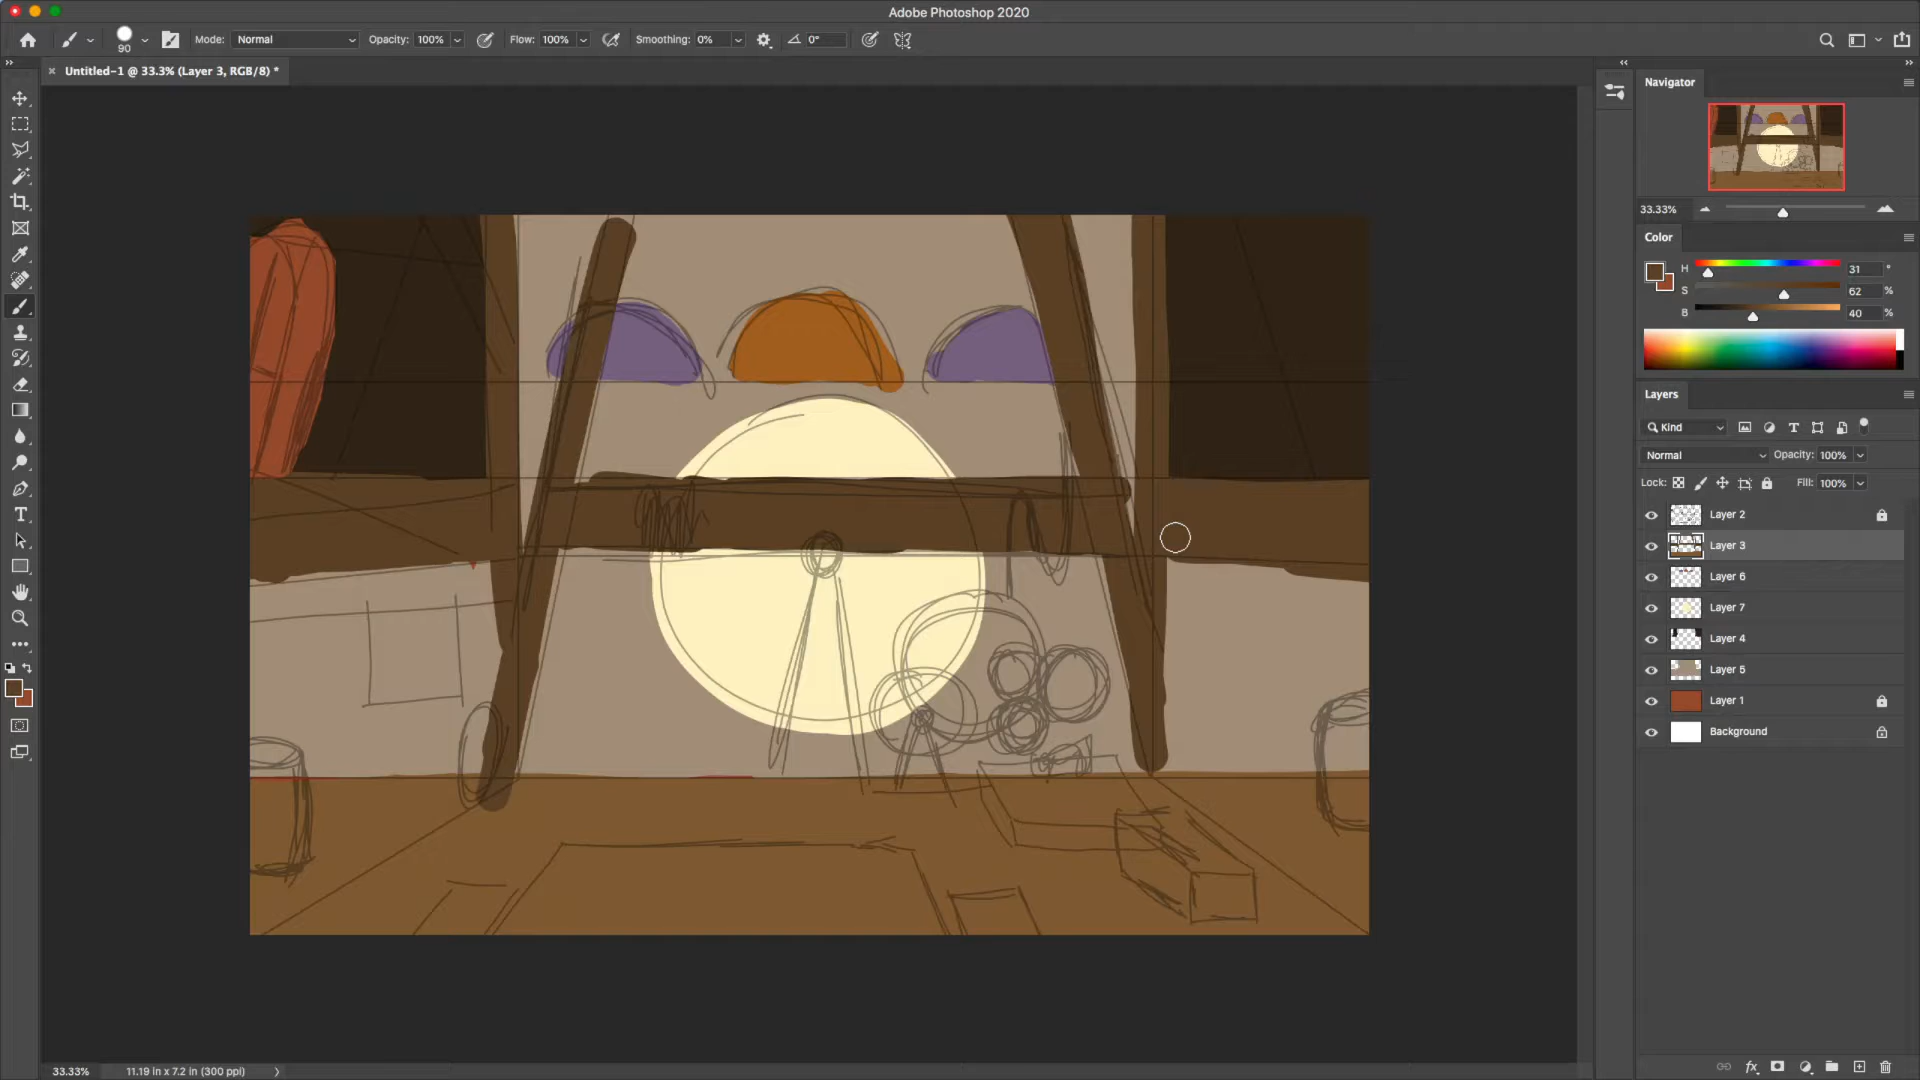 Adobe Photoshop 2020
90
Mode: Normal
Opacity: 100%
Flow: 100%
Smoothing: 0%
0°
Untitled-1 @ 33.3% (Layer 3, RGB/8) *
Navigator
33.33%
Color
H 31 °
S 62 %
B 40 %
Layers
Kind
Normal
Opacity: 100%
Lock:
Fill: 100%
Layer 2
Layer 3
Layer 6
Layer 7
Layer 4
Layer 5
Layer 1
Background
33.33%
11.19 in x 7.2 in (300 ppi)